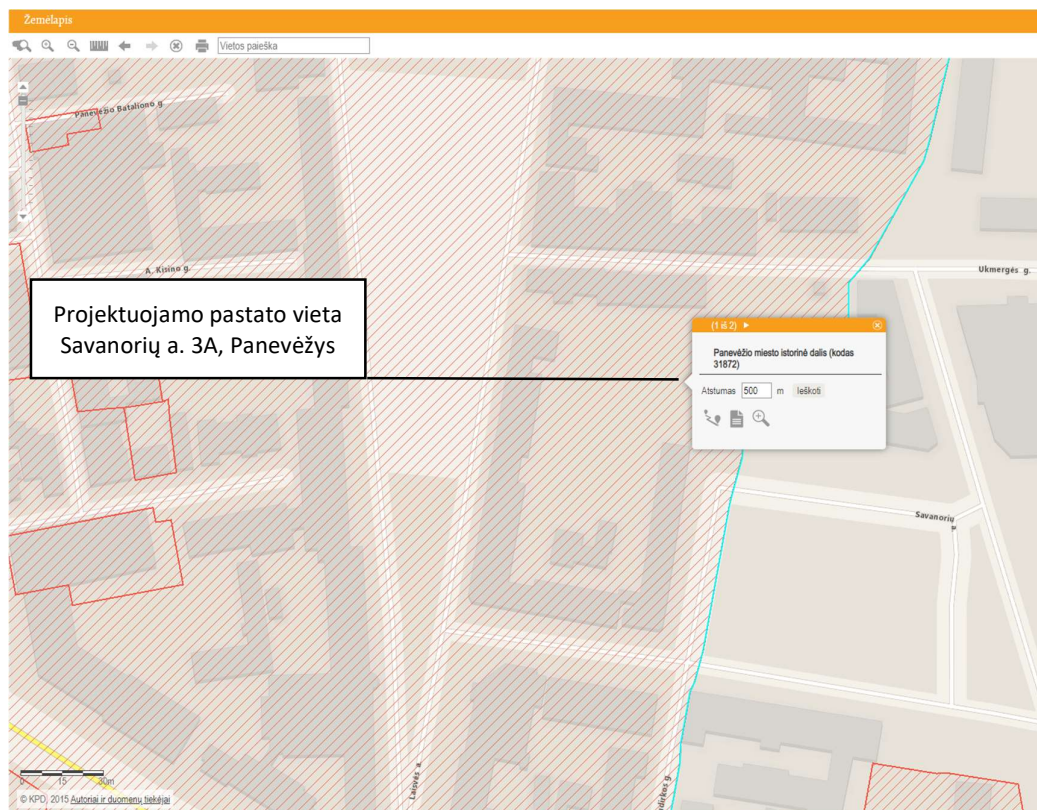 Žemėlapis
Vietos paieška
Panevėžio Bataliono g.
A. Kitino g.
Ukmergės g.
Projektuojamo pastato vieta
Savanorių a. 3A, Panevėžys
(1 iš 2)
Panevėžio miesto istorinė dalis (kodas
31872)
Atstumas 500 m Ieškoti
Savanorių
a.
Laisvės a.
0 15 30m
© KPD, 2015 Autoriai ir duomenų tiekėjai